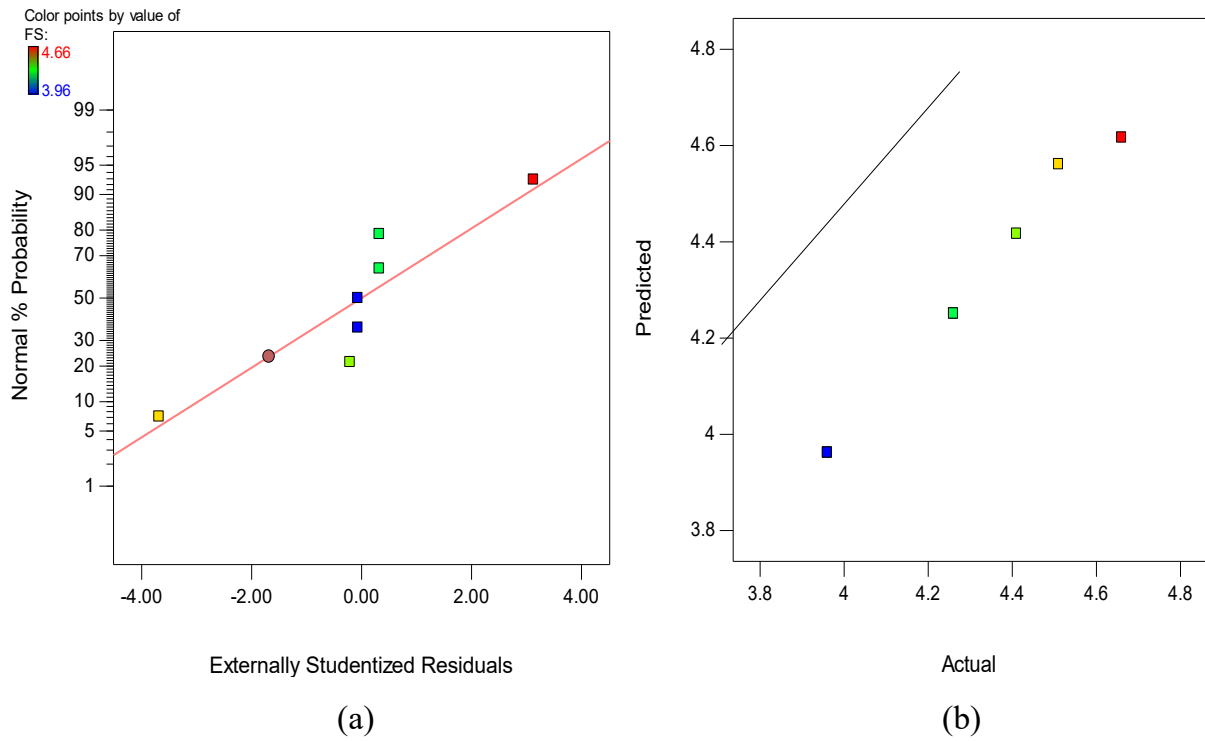 Color points by value of
FS:
4.66
3.96
Normal % Probability
99
95
90
80
70
50
30
20
10
5
1
-4.00 -2.00 0.00 2.00 4.00
Externally Studentized Residuals
(a)
Predicted
4.8
4.6
4.4
4.2
4
3.8
3.8 4 4.2 4.4 4.6 4.8
Actual
(b)